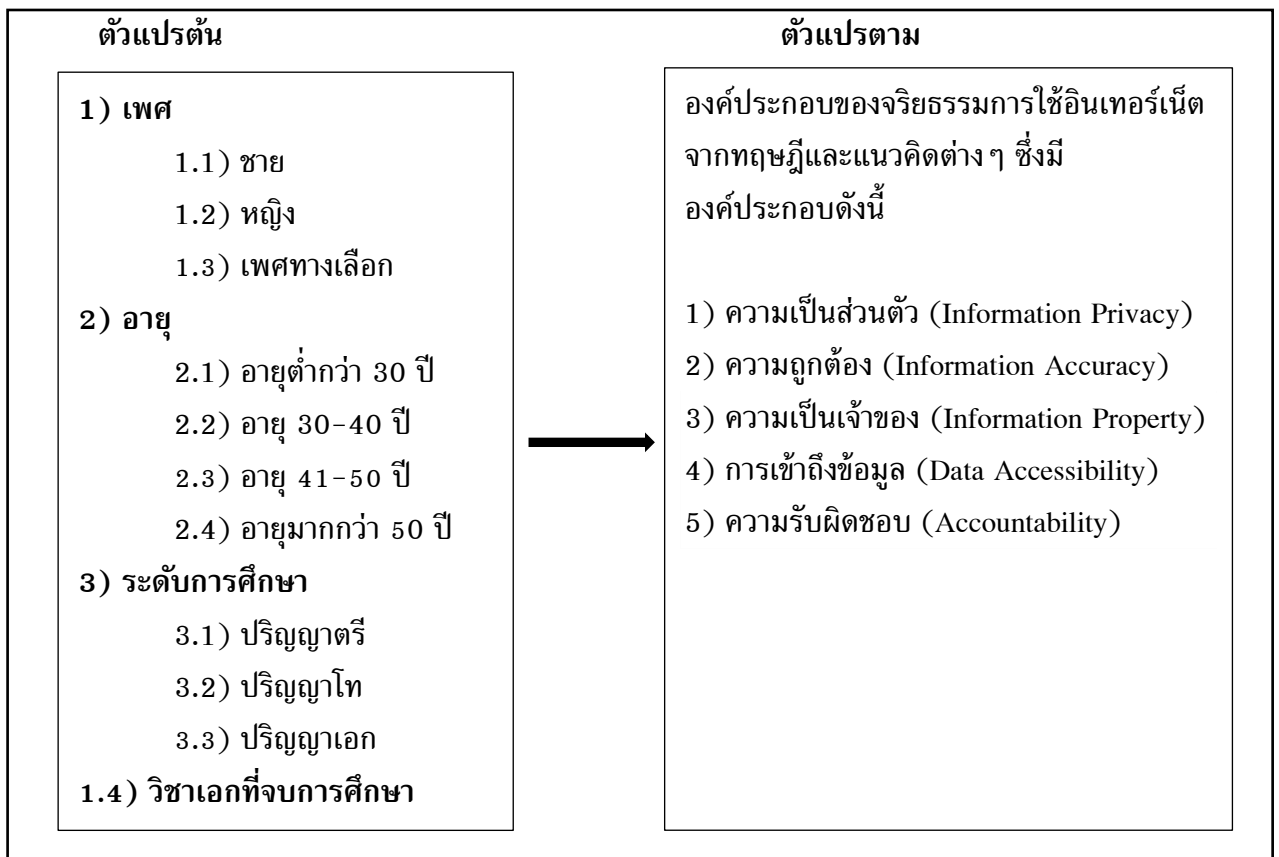 ตัวแปรต้น
1) เพศ
1.1) ชาย
1.2) หญิง
1.3) เพศทางเลือก
2) อายุ
2.1) อายุต่ำกว่า 30 ปี
2.2) อายุ 30-40 ปี
2.3) อายุ 41-50 ปี
2.4) อายุมากกว่า 50 ปี
3) ระดับการศึกษา
3.1) ปริญญาตรี
3.2) ปริญญาโท
3.3) ปริญญาเอก
1.4) วิชาเอกที่จบการศึกษา
ตัวแปรตาม
องค์ประกอบของจริยธรรมการใช้อินเทอร์เน็ต
จากทฤษฎีและแนวคิดต่าง ๆ ซึ่งมี
องค์ประกอบดังนี้
1) ความเป็นส่วนตัว (Information Privacy)
2) ความถูกต้อง (Information Accuracy)
3) ความเป็นเจ้าของ (Information Property)
4) การเข้าถึงข้อมูล (Data Accessibility)
5) ความรับผิดชอบ (Accountability)